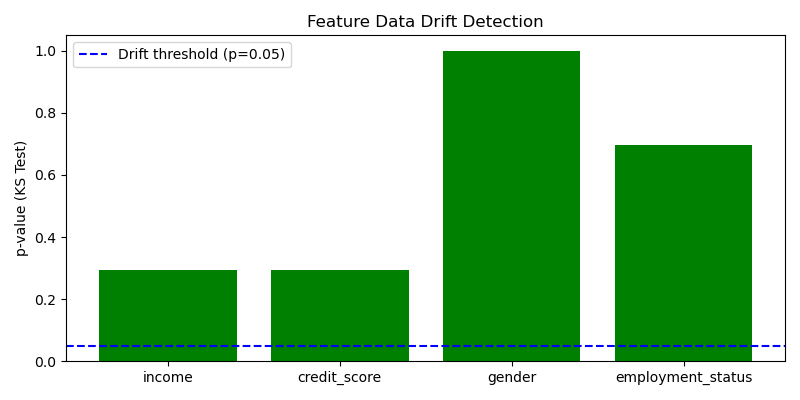 Feature Data Drift Detection
Drift threshold (p=0.05)
p-value (KS Test)
1.0
0.8
0.6
0.4
0.2
0.0
income
credit_score
gender
employment_status